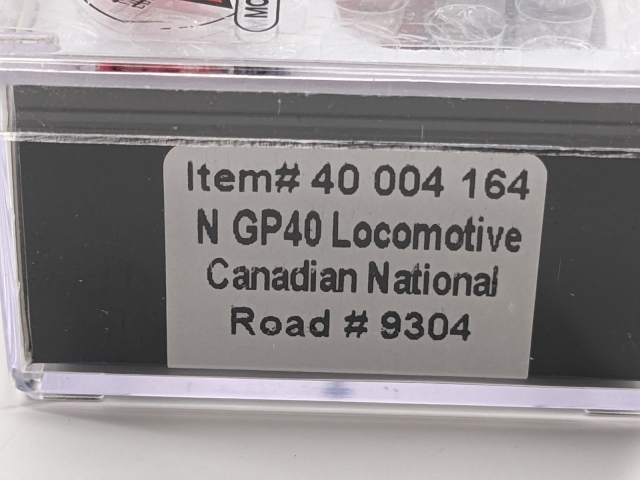 Item# 40 004 164
N GP40 Locomotive
Canadian National
Road # 9304